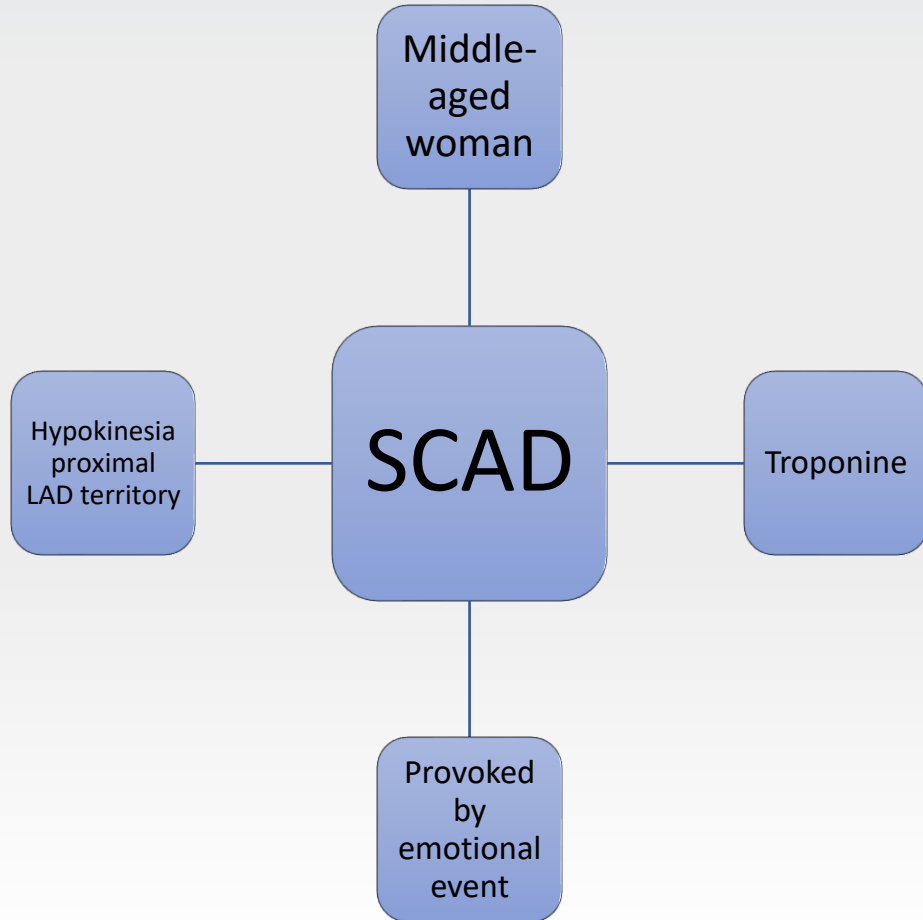 Middle-
aged
woman
Hypokinesia
proximal
LAD territory
SCAD
Troponine
Provoked
by
emotional
event